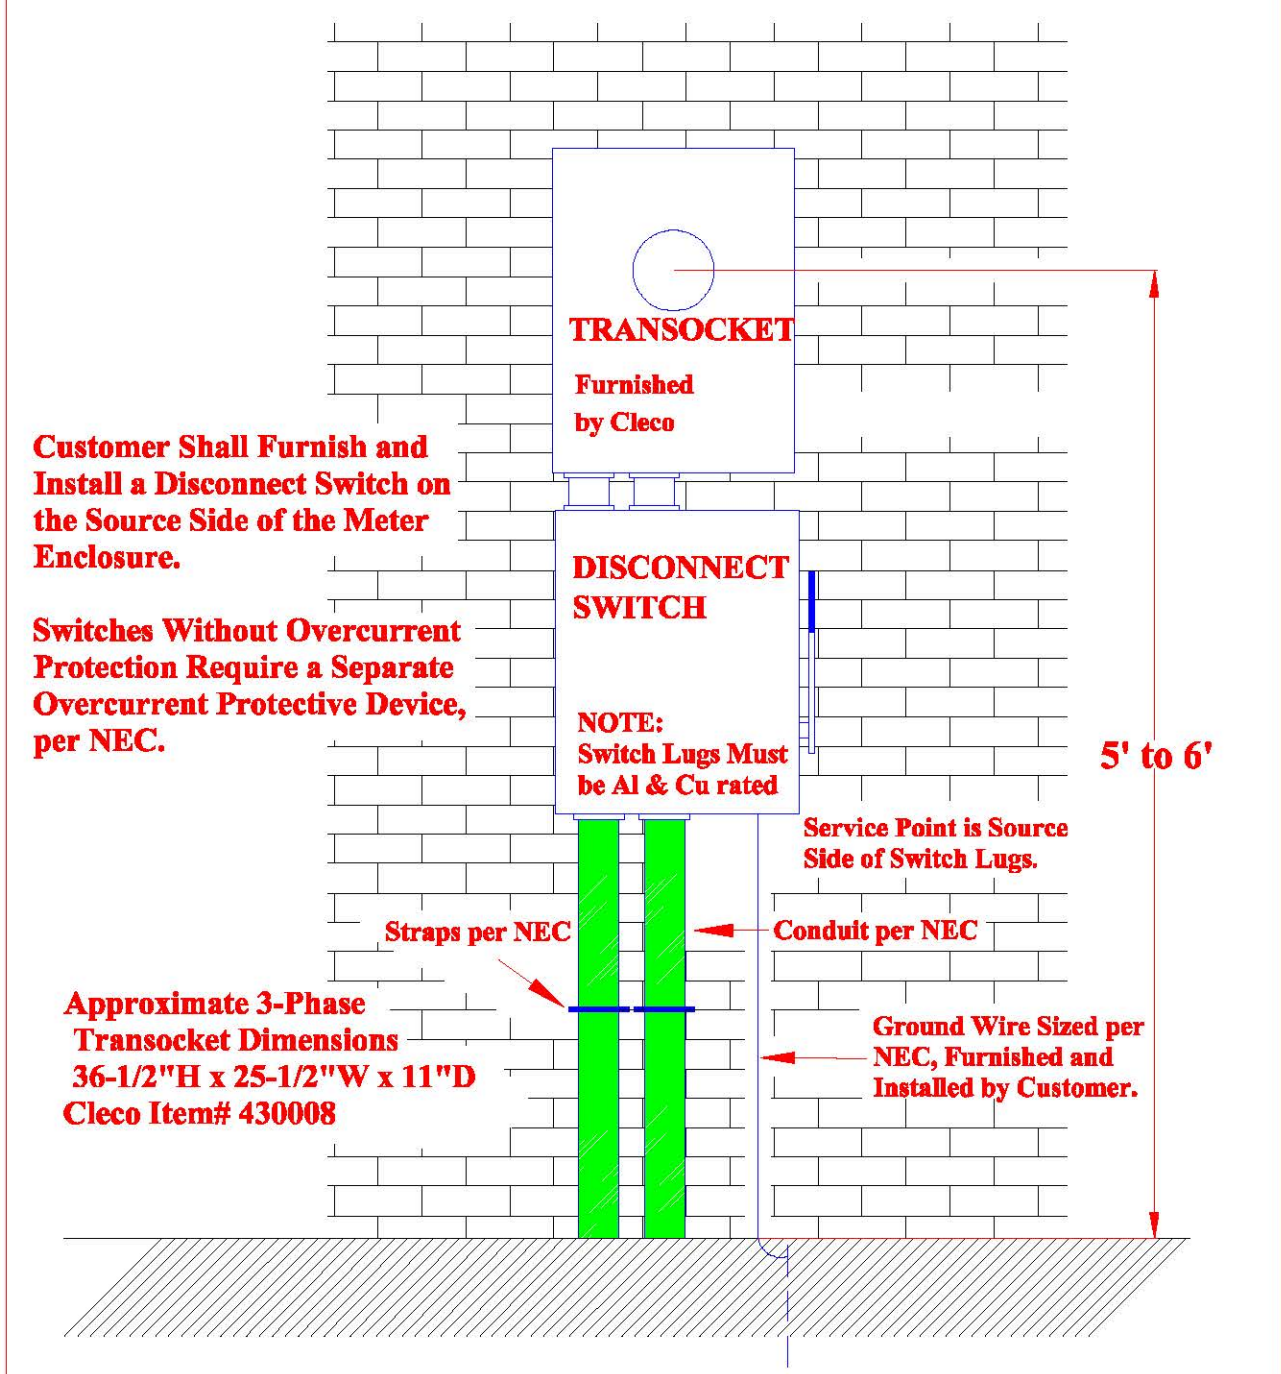 TRANSOCKET
Furnished
by Cleco
Customer Shall Furnish and
Install a Disconnect Switch on
the Source Side of the Meter
Enclosure.
Switches Without Overcurrent
Protection Require a Separate
Overcurrent Protective Device,
per NEC.
DISCONNECT
SWITCH
NOTE:
Switch Lugs Must
be Al & Cu rated
5' to 6'
Service Point is Source
Side of Switch Lugs.
Straps per NEC
Conduit per NEC
Approximate 3-Phase
Transocket Dimensions
36-1/2"H x 25-1/2"W x 11"D
Cleco Item# 430008
Ground Wire Sized per
NEC, Furnished and
Installed by Customer.